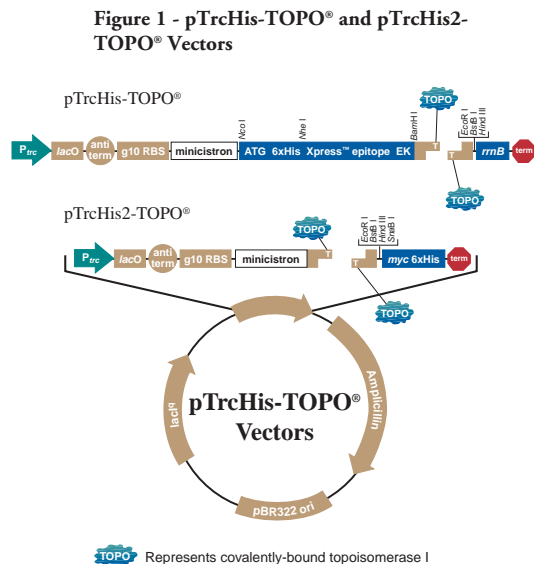 Figure 1 - pTrcHis-TOPO® and pTrcHis2-
TOPO® Vectors
pTrcHis-TOPO®
TOPO
Nco I
Nhe I
BamH I
EcoR I
BstB I
Hind III
Ptrc
lacO
anti
term
g10 RBS
minicistron
ATG 6xHis Xpress™ epitope EK
T
T
rrnB
term
TOPO
pTrcHis2-TOPO®
TOPO
EcoR I
BstB I
Hind III
SnaB I
Ptrc
lacO
anti
term
g10 RBS
minicistron
T
T
myc 6xHis
term
TOPO
lacIq
Amplicillin
pTrcHis-TOPO®
Vectors
pBR322 ori
TOPO Represents covalently-bound topoisomerase I